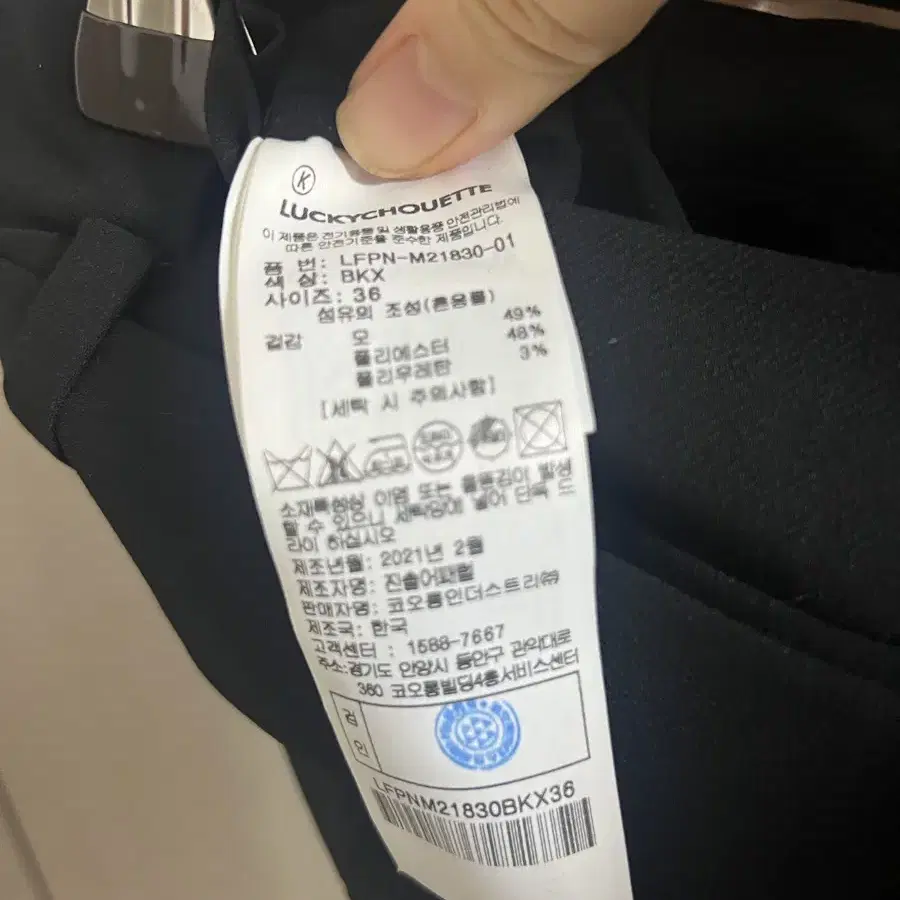 K
LUCKYCHOUETTE
이 제품은 전기용품 및 생활용품 안전관리법에
따른 안전기준을 준수한 제품입니다.
품 번: LFPN-M21830-01
색 상: BKX
사이즈: 36
섬유의 조성(혼용률)
겉감 모 49%
폴리에스터 48%
폴리우레탄 3%
[세탁 시 주의사항]
소재특성상 이염 또는 올뜯김이 발생
할 수 있으니 세탁망에 넣어 단독 드
라이 하십시오
제조년월: 2021년 2월
제조자명: 진솔어패럴
판매자명: 코오롱인더스트리㈜
제조국: 한국
고객센터 : 1588-7667
주소:경기도 안양시 동안구 관악대로
360 코오롱빌딩4층서비스센터
검
인
LFPNM21830BKX36